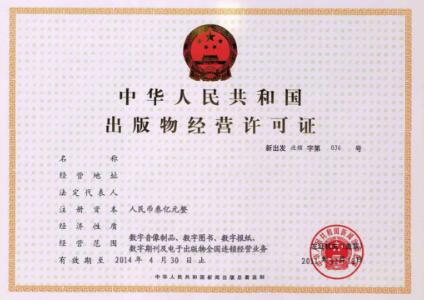 中华人民共和国
出版物经营许可证
新出发 连锁 字第 036 号
名称
经营地址
法定代表人
注册资本 人民币叁亿元整
经济性质
经营范围 数字音像制品、数字图书、数字报纸、
数字期刊及电子出版物全国连锁经营业务
有效期至 2014 年 4 月 30 日止
中华人民共和国新闻出版总署监制